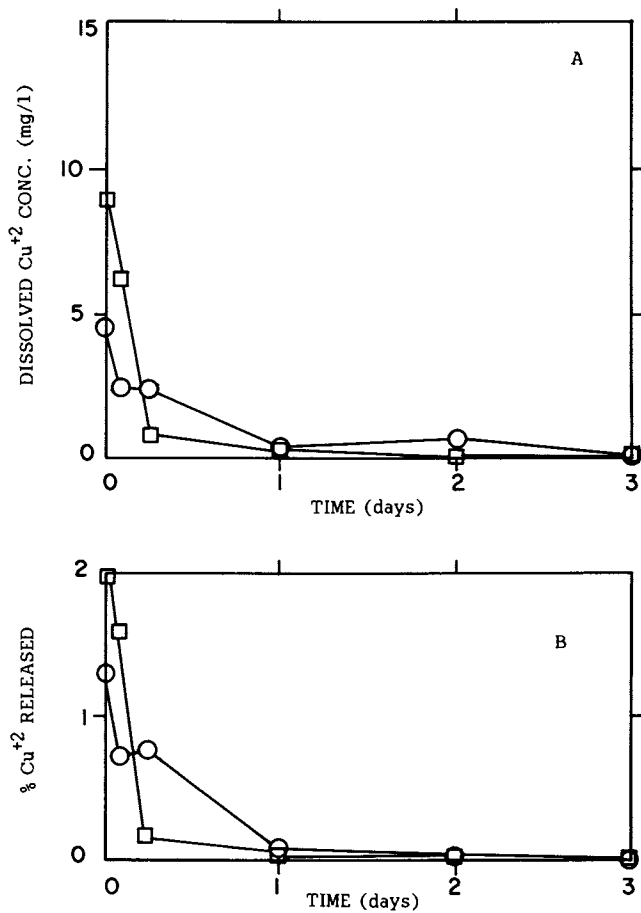 15
A
10
5
0
DISSOLVED Cu+2 CONC. (mg/l)
0 1 2 3
TIME (days)
2
B
1
0
% Cu+2 RELEASED
0 1 2 3
TIME (days)